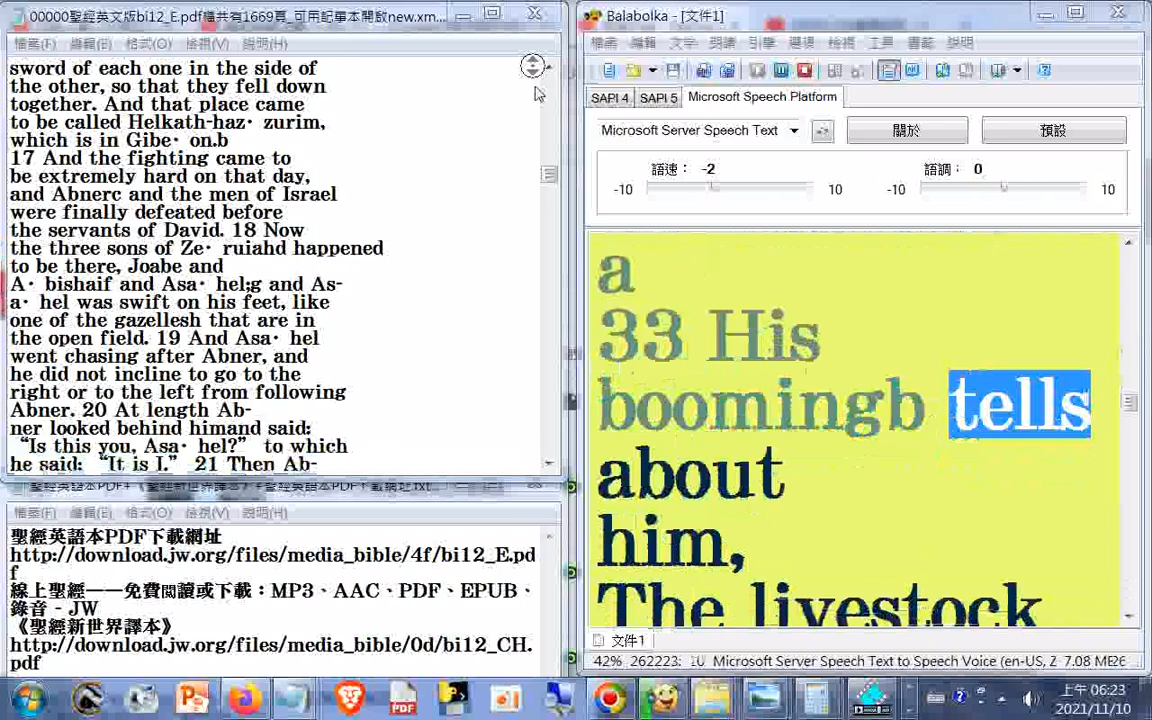 00000聖經英文版bi12_E.pdf檔共有1669頁_可用記事本開啟new.xm...
檔案(F) 編輯(E) 格式(O) 檢視(V) 說明(H)
sword of each one in the side of
the other, so that they fell down
together. And that place came
to be called Helkath-haz· zurim,
which is in Gibe· on.b
17 And the fighting came to
be extremely hard on that day,
and Abnerc and the men of Israel
were finally defeated before
the servants of David. 18 Now
the three sons of Ze· ruiahd happened
to be there, Joabe and
A· bishaif and Asa· hel;g and As-
a· hel was swift on his feet, like
one of the gazellesh that are in
the open field. 19 And Asa· hel
went chasing after Abner, and
he did not incline to go to the
right or to the left from following
Abner. 20 At length Ab-
ner looked behind himand said:
“Is this you, Asa· hel?” to which
he said: “It is I.” 21 Then Ab-
檔案(F) 編輯(E) 格式(O) 檢視(V) 說明(H)
聖經英語本PDF下載網址
http://download.jw.org/files/media_bible/4f/bi12_E.pd
f
線上聖經——免費閱讀或下載：MP3、AAC、PDF、EPUB、
錄音 - JW
《聖經新世界譯本》
http://download.jw.org/files/media_bible/0d/bi12_CH.
pdf
Balabolka - [文件1]
檔案 編輯 文字 朗讀 引擎 選項 檢視 工具 書籤 說明
SAPI 4 SAPI 5 Microsoft Speech Platform
Microsoft Server Speech Text 關於 預設
語速： -2 語調： 0
-10 10 -10 10
a
33 His
boomingb tells
about
him,
The livestock
文件1
42% Microsoft Server Speech Text to Speech Voice (en-US, Z 7.08 ME
上午 06:23
2021/11/10